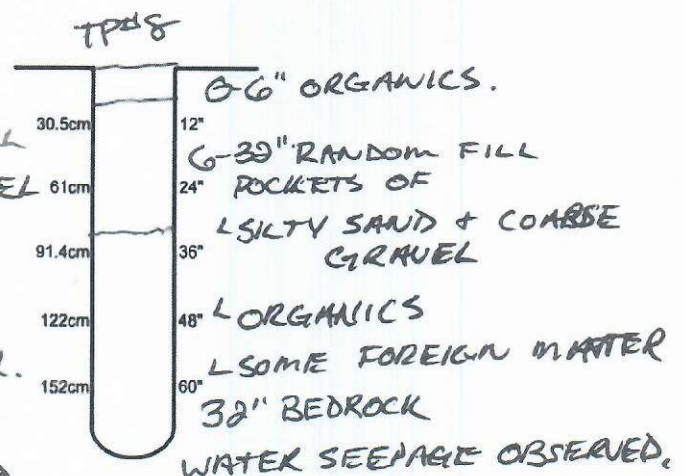 TP#8
0-6" ORGANICS.
30.5cm 12"
6-32" RANDOM FILL
EL 61cm 24" POCKETS OF
L SILTY SAND & COARSE
91.4cm 36" GRAVEL
122cm 48" L ORGANICS
L SOME FOREIGN MATTER
152cm 60"
32" BEDROCK
WATER SEEPAGE OBSERVED.